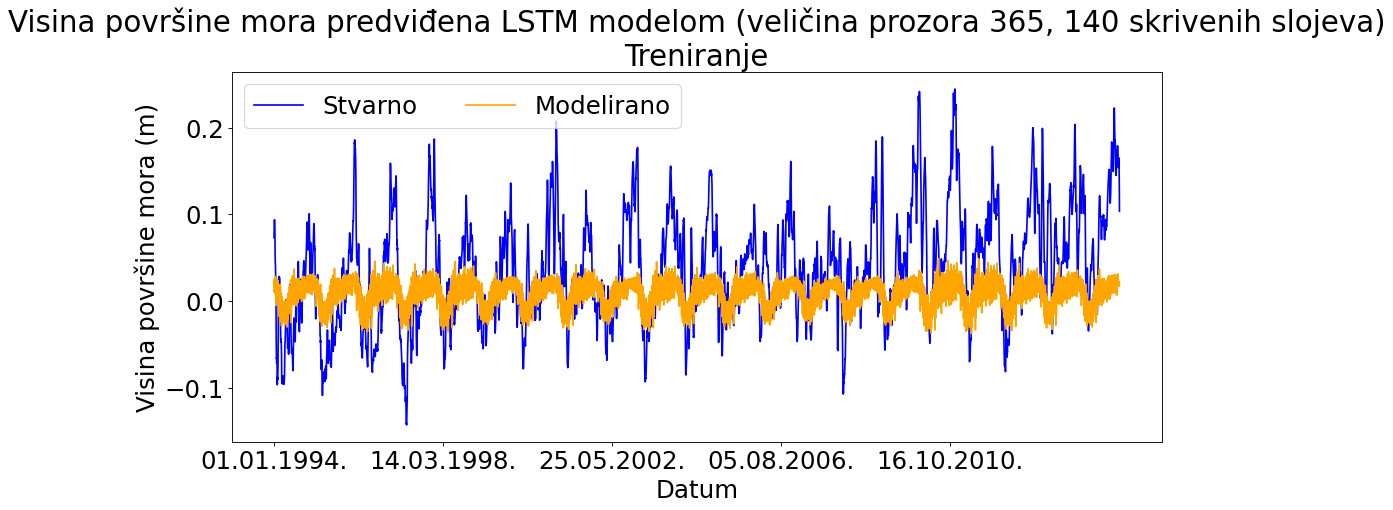 Visina površine mora predviđena LSTM modelom (veličina prozora 365, 140 skrivenih slojeva)
Treniranje
Stvarno Modelirano
Visina površine mora (m)
0.2
0.1
0.0
−0.1
01.01.1994. 14.03.1998. 25.05.2002. 05.08.2006. 16.10.2010.
Datum